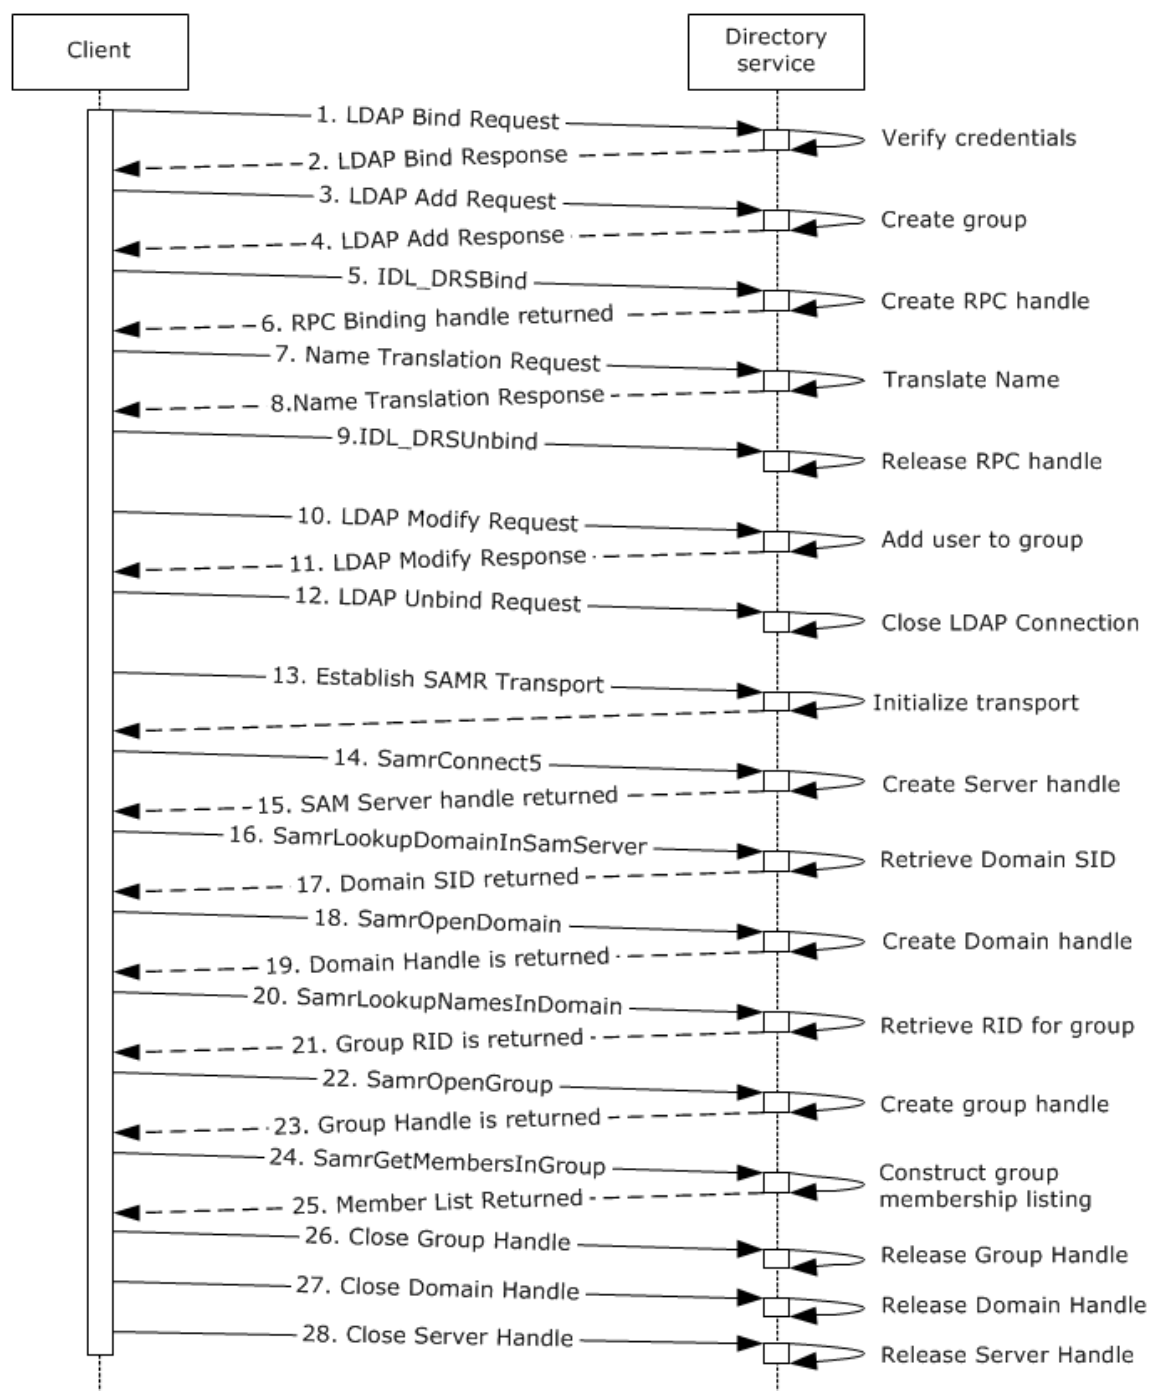 Client
Directory
service
1. LDAP Bind Request
Verify credentials
2. LDAP Bind Response
3. LDAP Add Request
Create group
4. LDAP Add Response
5. IDL_DRSBind
Create RPC handle
6. RPC Binding handle returned
7. Name Translation Request
Translate Name
8.Name Translation Response
9.IDL_DRSUnbind
Release RPC handle
10. LDAP Modify Request
Add user to group
11. LDAP Modify Response
12. LDAP Unbind Request
Close LDAP Connection
13. Establish SAMR Transport
Initialize transport
14. SamrConnect5
Create Server handle
15. SAM Server handle returned
16. SamrLookupDomainInSamServer
Retrieve Domain SID
17. Domain SID returned
18. SamrOpenDomain
Create Domain handle
19. Domain Handle is returned
20. SamrLookupNamesInDomain
Retrieve RID for group
21. Group RID is returned
22. SamrOpenGroup
Create group handle
23. Group Handle is returned
24. SamrGetMembersInGroup
Construct group
membership listing
25. Member List Returned
26. Close Group Handle
Release Group Handle
27. Close Domain Handle
Release Domain Handle
28. Close Server Handle
Release Server Handle